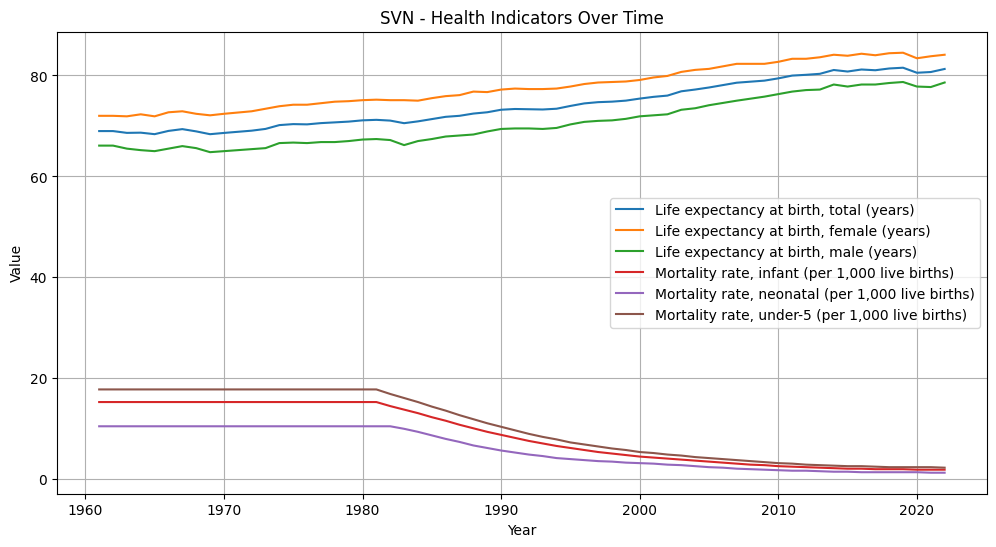 SVN - Health Indicators Over Time
Value
80
60
40
20
0
Life expectancy at birth, total (years)
Life expectancy at birth, female (years)
Life expectancy at birth, male (years)
Mortality rate, infant (per 1,000 live births)
Mortality rate, neonatal (per 1,000 live births)
Mortality rate, under-5 (per 1,000 live births)
1960 1970 1980 1990 2000 2010 2020
Year